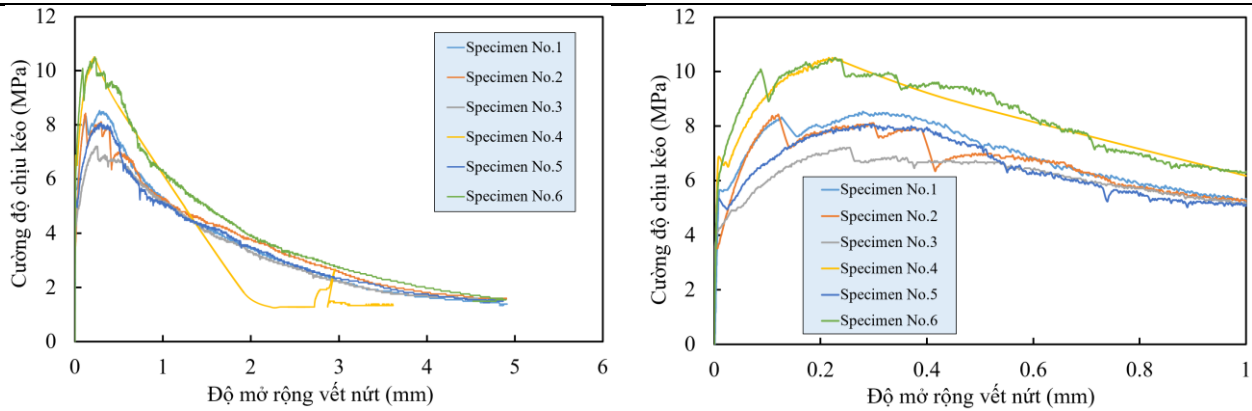 Cường độ chịu kéo (MPa)
12
10
8
6
4
2
0
0 1 2 3 4 5 6
Độ mở rộng vết nứt (mm)
Specimen No.1
Specimen No.2
Specimen No.3
Specimen No.4
Specimen No.5
Specimen No.6
Cường độ chịu kéo (MPa)
12
10
8
6
4
2
0
0 0.2 0.4 0.6 0.8 1
Độ mở rộng vết nứt (mm)
Specimen No.1
Specimen No.2
Specimen No.3
Specimen No.4
Specimen No.5
Specimen No.6